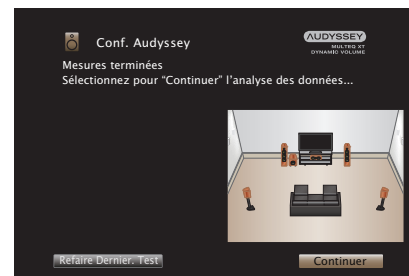 Conf. Audyssey
AUDYSSEY
MULTEQ XT
DYNAMIC VOLUME
Mesures terminées
Sélectionnez pour “Continuer” l’analyse des données...
Refaire Dernier. Test
Continuer